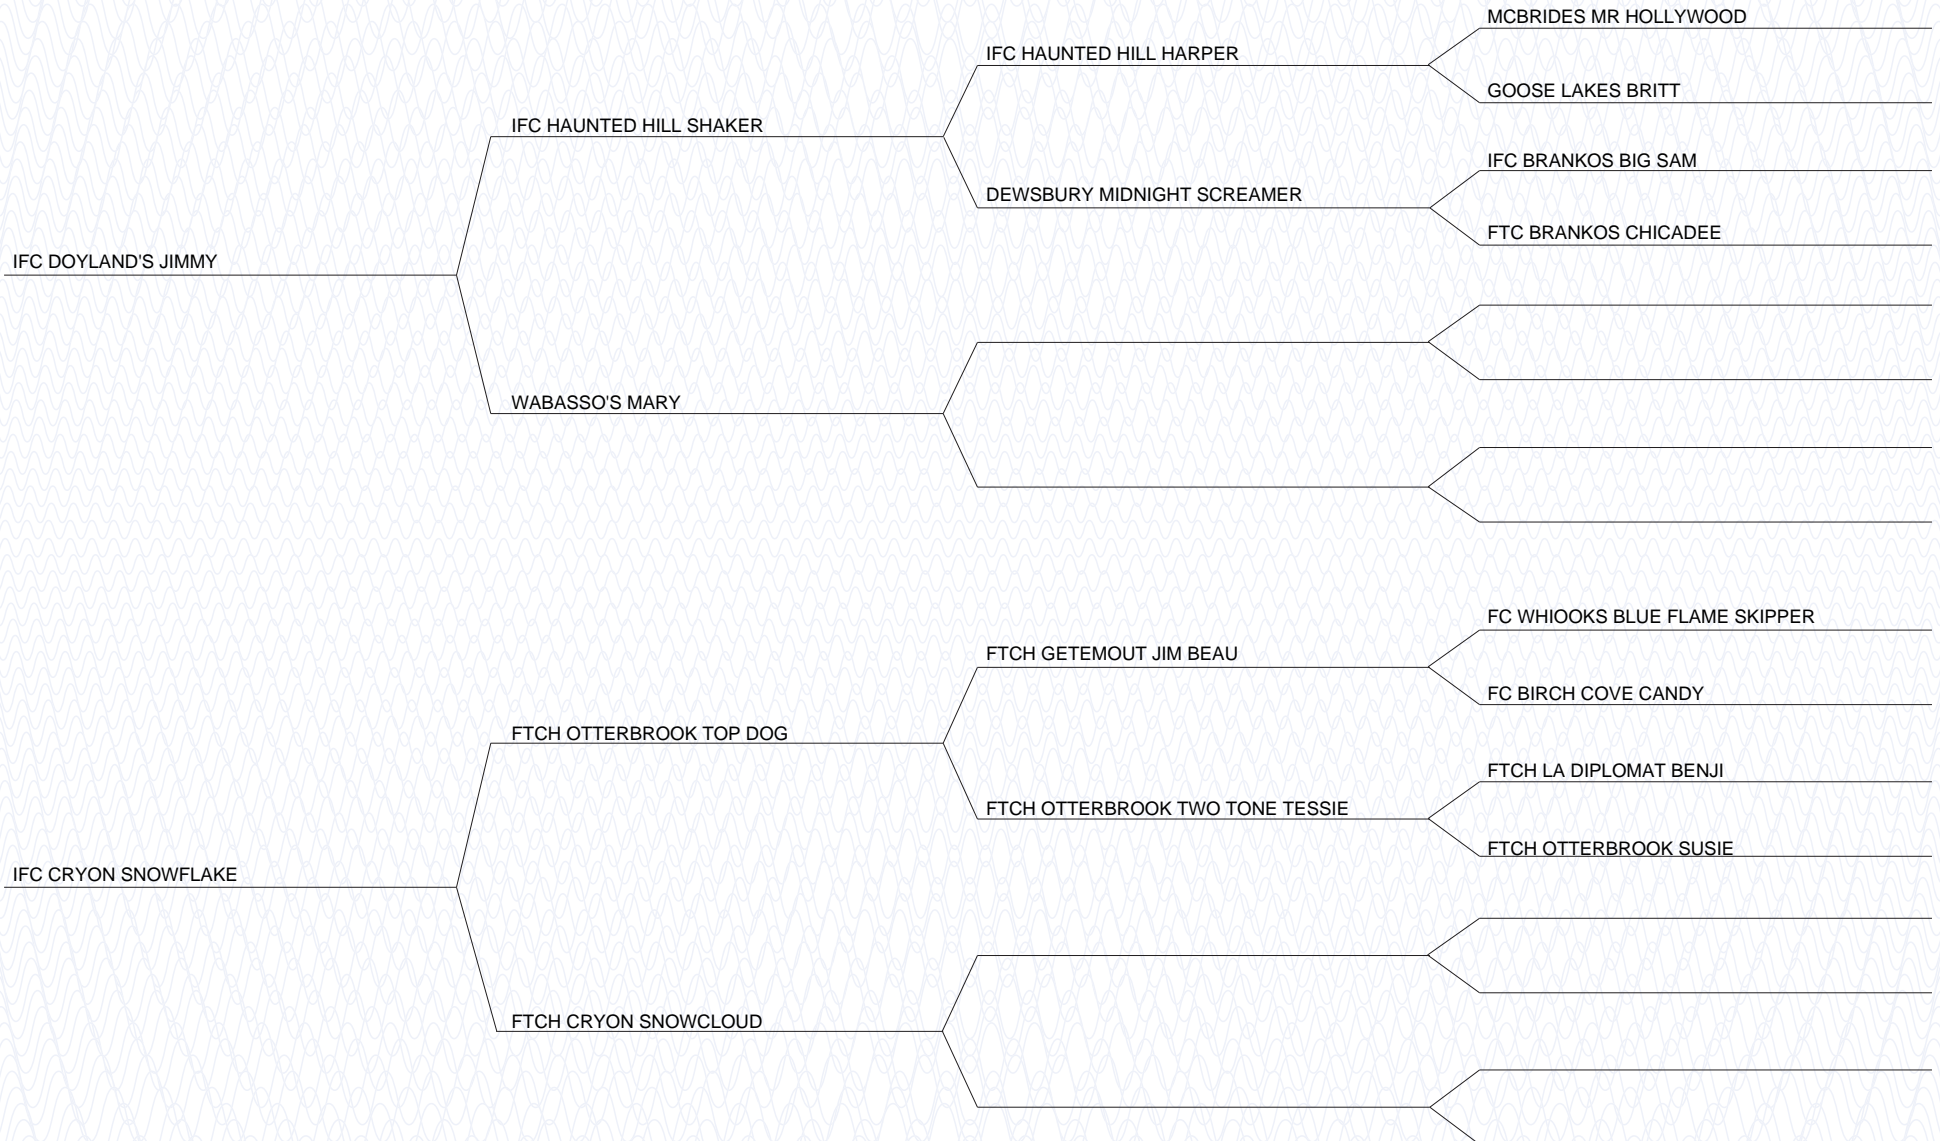 MCBRIDES MR HOLLYWOOD
IFC HAUNTED HILL HARPER
GOOSE LAKES BRITT
IFC HAUNTED HILL SHAKER
IFC BRANKOS BIG SAM
DEWSBURY MIDNIGHT SCREAMER
FTC BRANKOS CHICADEE
IFC DOYLAND'S JIMMY
WABASSO'S MARY
FC WHIOOKS BLUE FLAME SKIPPER
FTCH GETEMOUT JIM BEAU
FC BIRCH COVE CANDY
FTCH OTTERBROOK TOP DOG
FTCH LA DIPLOMAT BENJI
FTCH OTTERBROOK TWO TONE TESSIE
FTCH OTTERBROOK SUSIE
IFC CRYON SNOWFLAKE
FTCH CRYON SNOWCLOUD